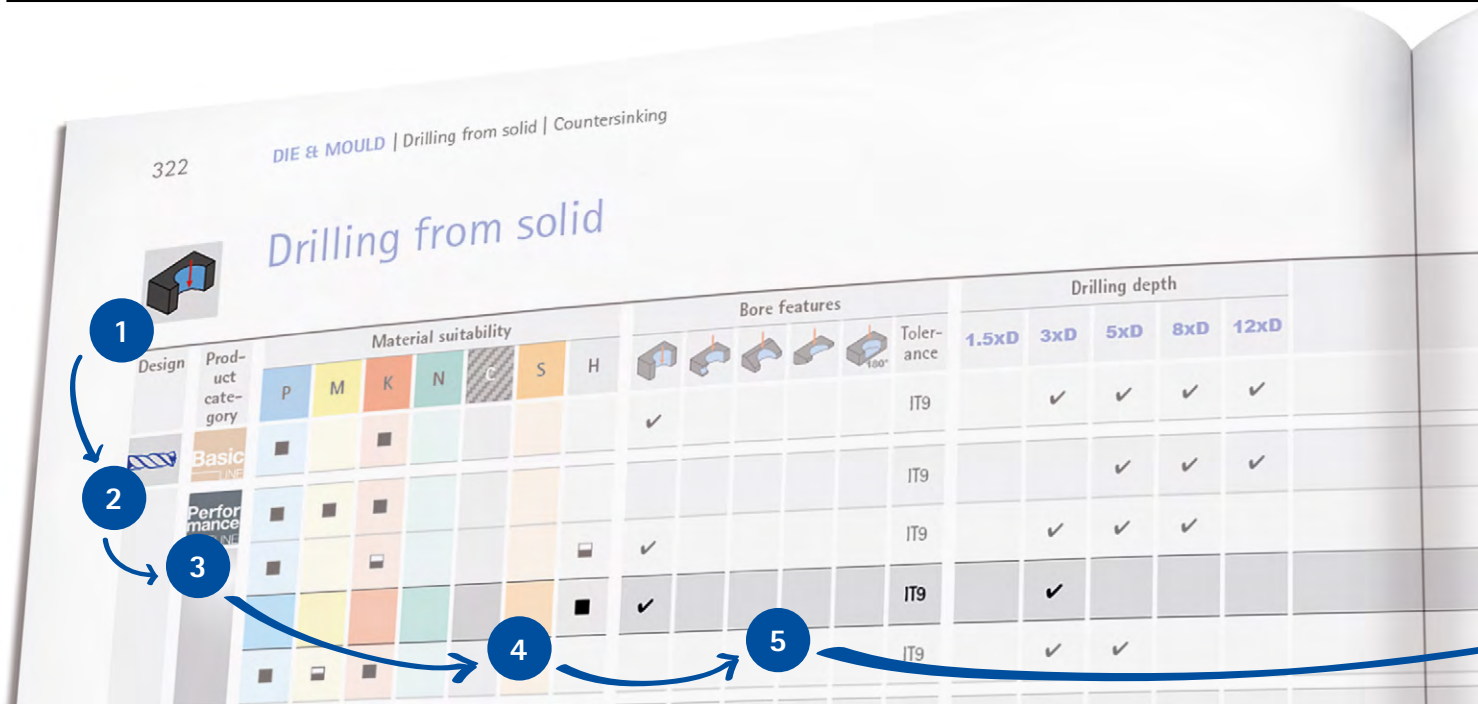 322
DIE & MOULD | Drilling from solid | Countersinking
Drilling from solid
1
Design
Prod-
uct
cate-
gory
Material suitability
P M K N C S H
Bore features
180°
Toler-
ance
Drilling depth
1.5xD 3xD 5xD 8xD 12xD
IT9
Basic
LINE
IT9
2
Perfor
mance
LINE
IT9
3
IT9
4
5
IT9